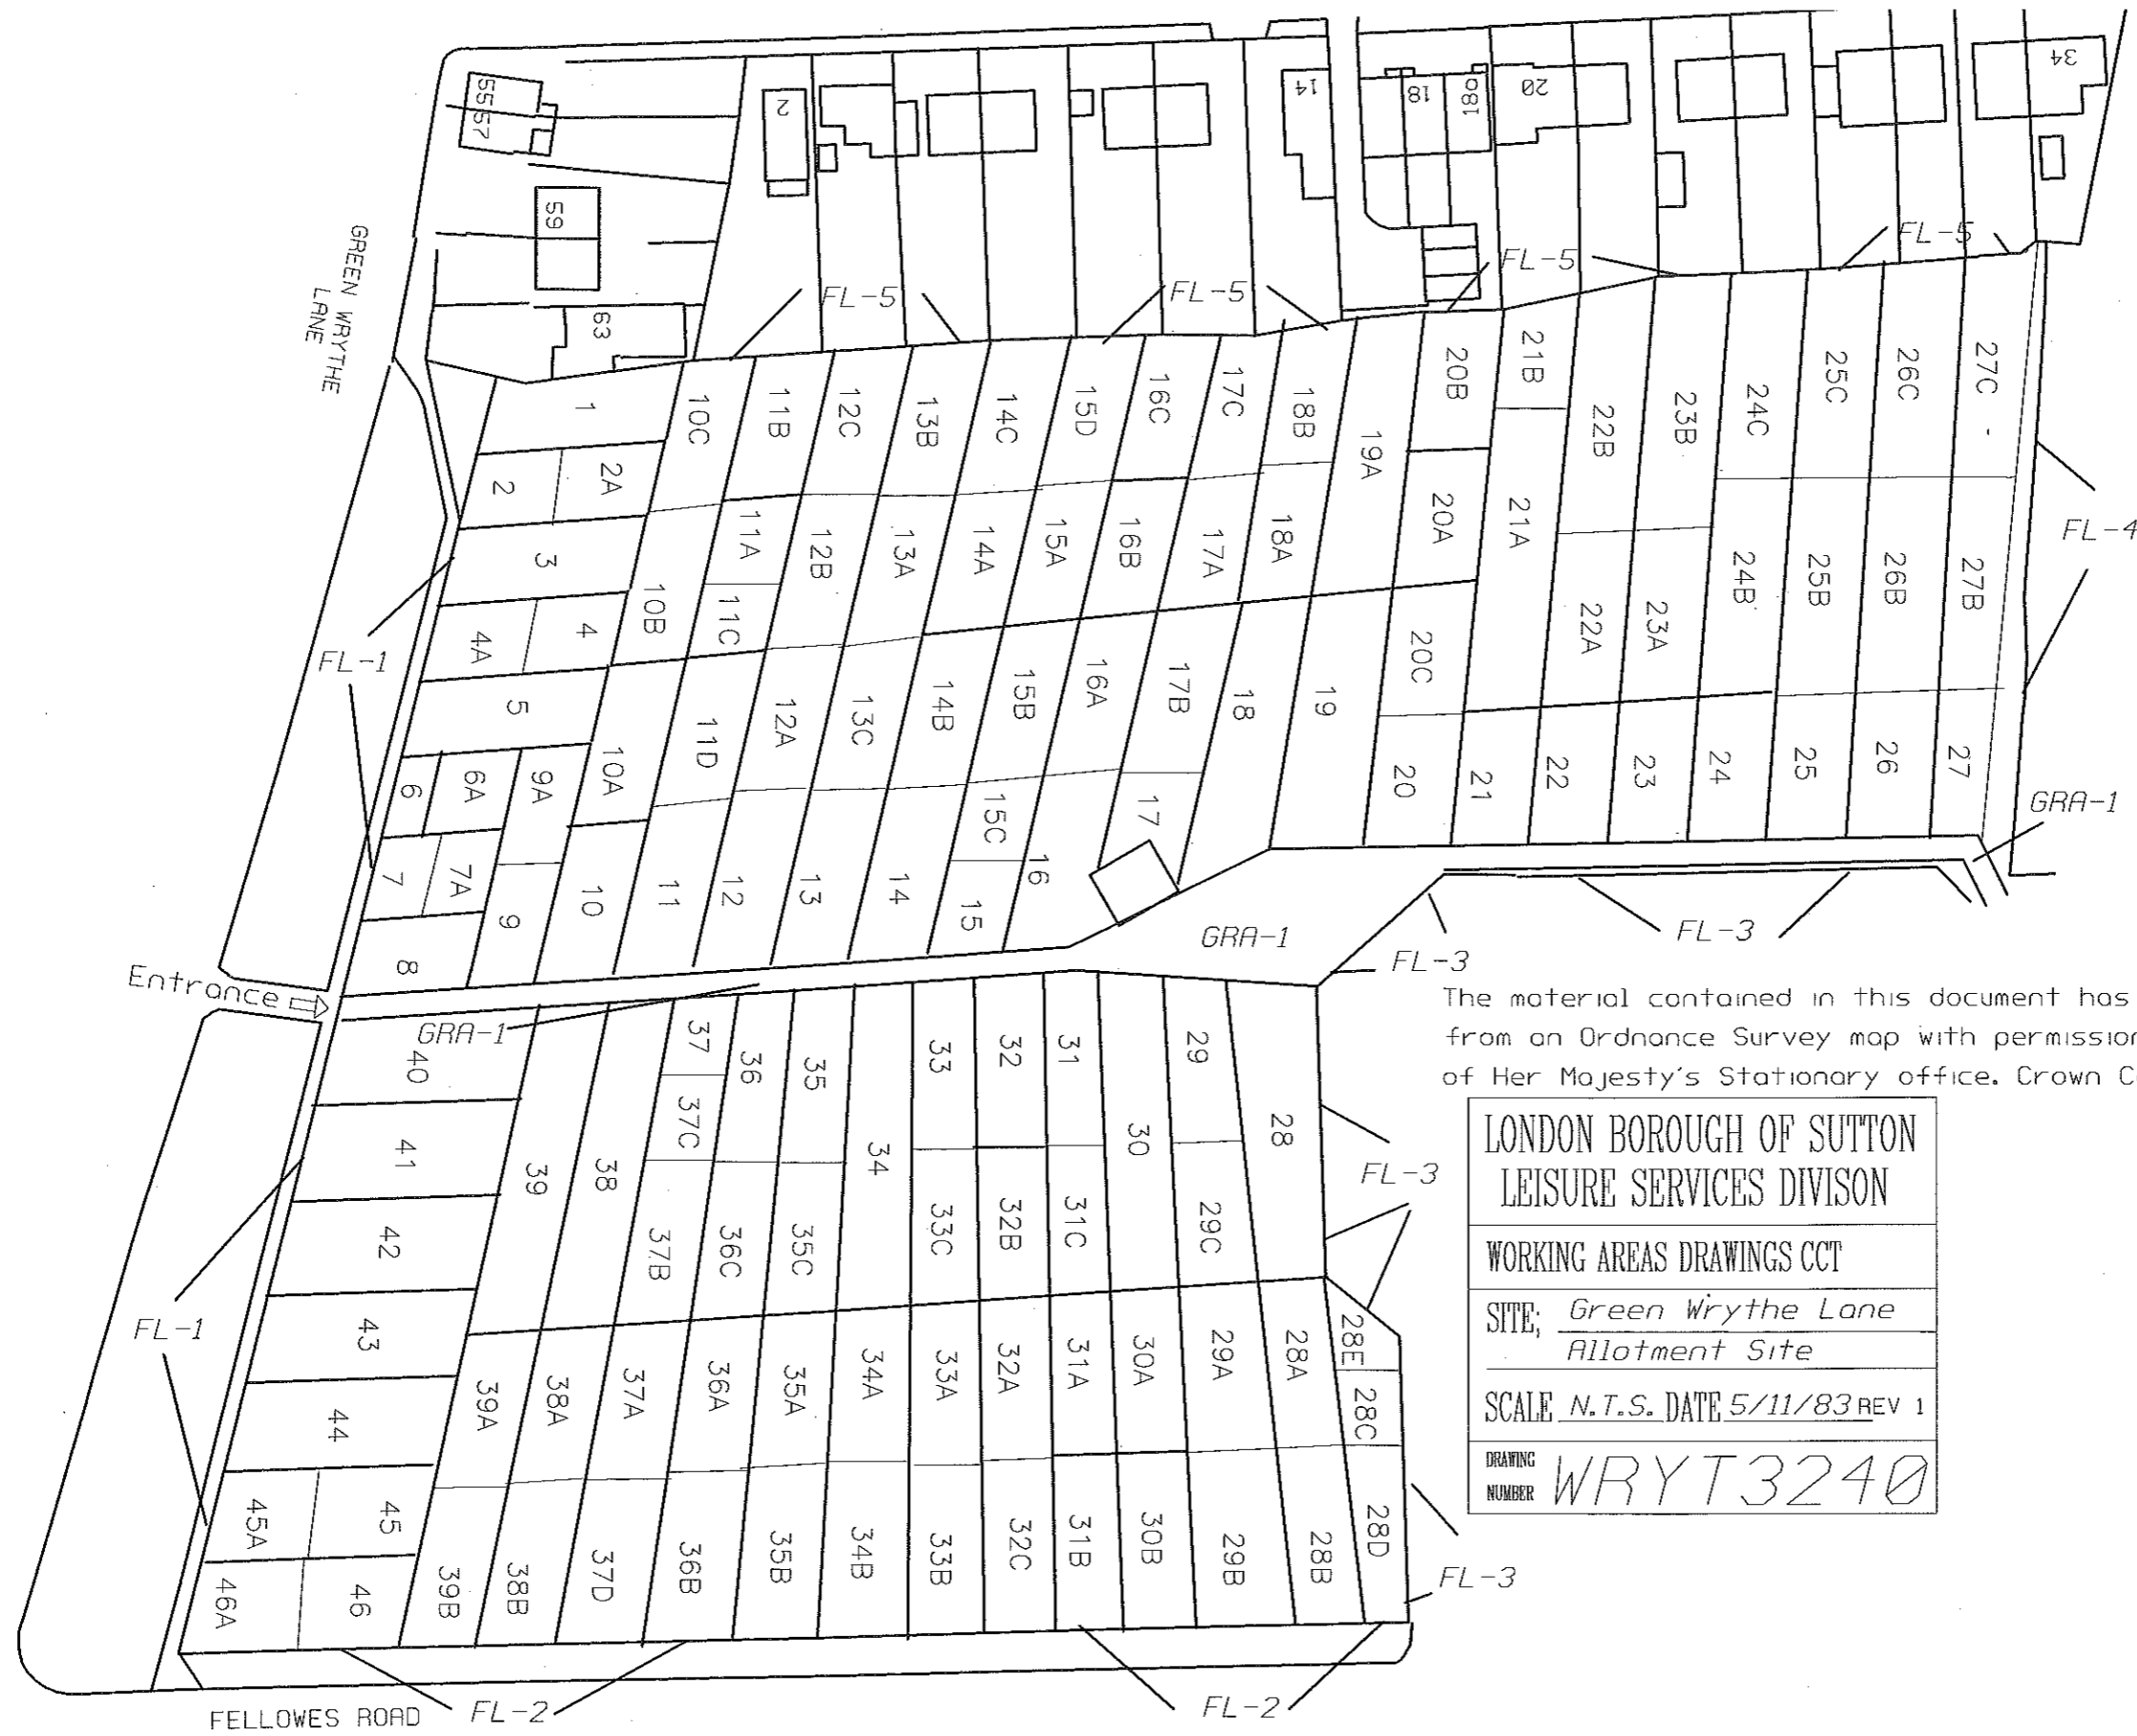 55
57
59
63
2
14
18
18a
20
34
GREEN WRYTHE
LANE
FL-5
FL-5
FL-5
FL-5
1
10C
11B
12C
13B
14C
15D
16C
17C
18B
19A
20B
21B
22B
23B
24C
25C
26C
27C
2
2A
3
10B
11A
11C
12B
13A
14A
15A
16B
17A
18A
20A
21A
22A
23A
24B
25B
26B
27B
FL-4
FL-1
4A
4
5
10A
11D
12A
13C
14B
15B
16A
17B
18
19
20C
6
6A
9A
15C
17
20
21
22
23
24
25
26
27
GRA-1
7
7A
8
9
10
11
12
13
14
15
16
GRA-1
FL-3
FL-3
Entrance
GRA-1
40
37
36
35
33
32
31
29
28
41
39
38
37C
34
30
FL-3
42
37B
36C
35C
33C
32B
31C
29C
FL-1
43
44
39A
38A
37A
36A
35A
34A
33A
32A
31A
30A
29A
28A
28E
28C
45A
45
46A
46
39B
38B
37D
36B
35B
34B
33B
32C
31B
30B
29B
28B
28D
FL-3
FELLOWES ROAD
FL-2
FL-2
The material contained in this document has
from an Ordnance Survey map with permission
of Her Majesty's Stationary office. Crown C
LONDON BOROUGH OF SUTTON
LEISURE SERVICES DIVISON
WORKING AREAS DRAWINGS CCT
SITE; Green Wrythe Lane
Allotment Site
SCALE N.T.S. DATE 5/11/83 REV 1
DRAWING
NUMBER WRYT3240